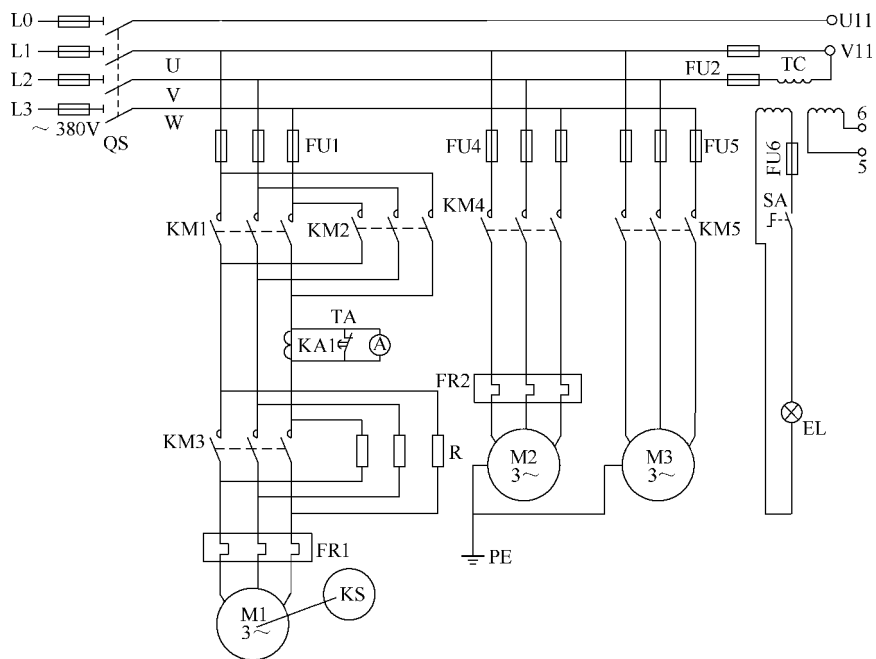 L0
U11
L1
V11
U
FU2
TC
L2
V
L3
W
～ 380V
QS
FU1
FU4
FU5
FU6
6
5
SA
KM1
KM2
KM4
KM5
TA
KA1
A
FR2
EL
KM3
R
M2
3～
M3
3～
PE
FR1
KS
M1
3～